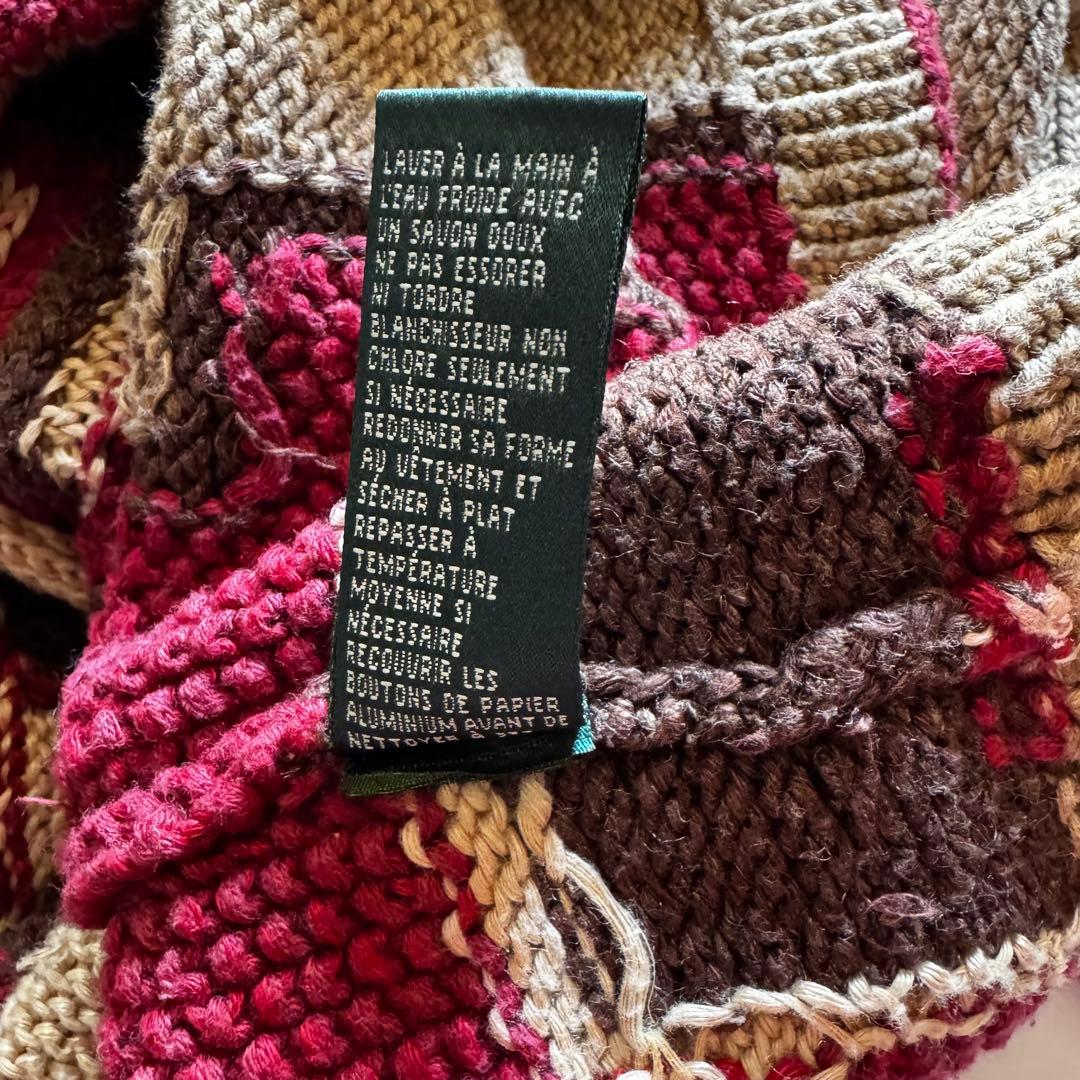 LAVER À LA MAIN À
L'EAU FROIDE AVEC
UN SAVON DOUX
NE PAS ESSORER
NI TORDRE
BLANCHISSEUR NON
CHLORE SEULEMENT
SI NÉCESSAIRE
REDONNER SA FORME
AU VÊTEMENT ET
SÉCHER À PLAT
REPASSER À
TEMPÉRATURE
MOYENNE SI
NÉCESSAIRE
RECOUVRIR LES
BOUTONS DE PAPIER
ALUMINIUM AVANT DE
NETTOYER